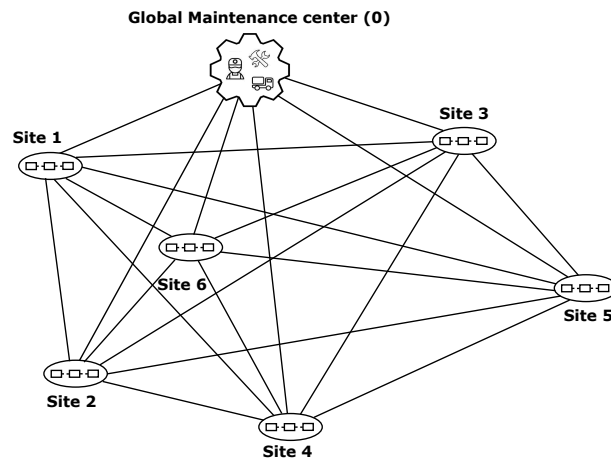 Global Maintenance center (0)
Site 3
Site 1
Site 6
Site 5
Site 2
Site 4